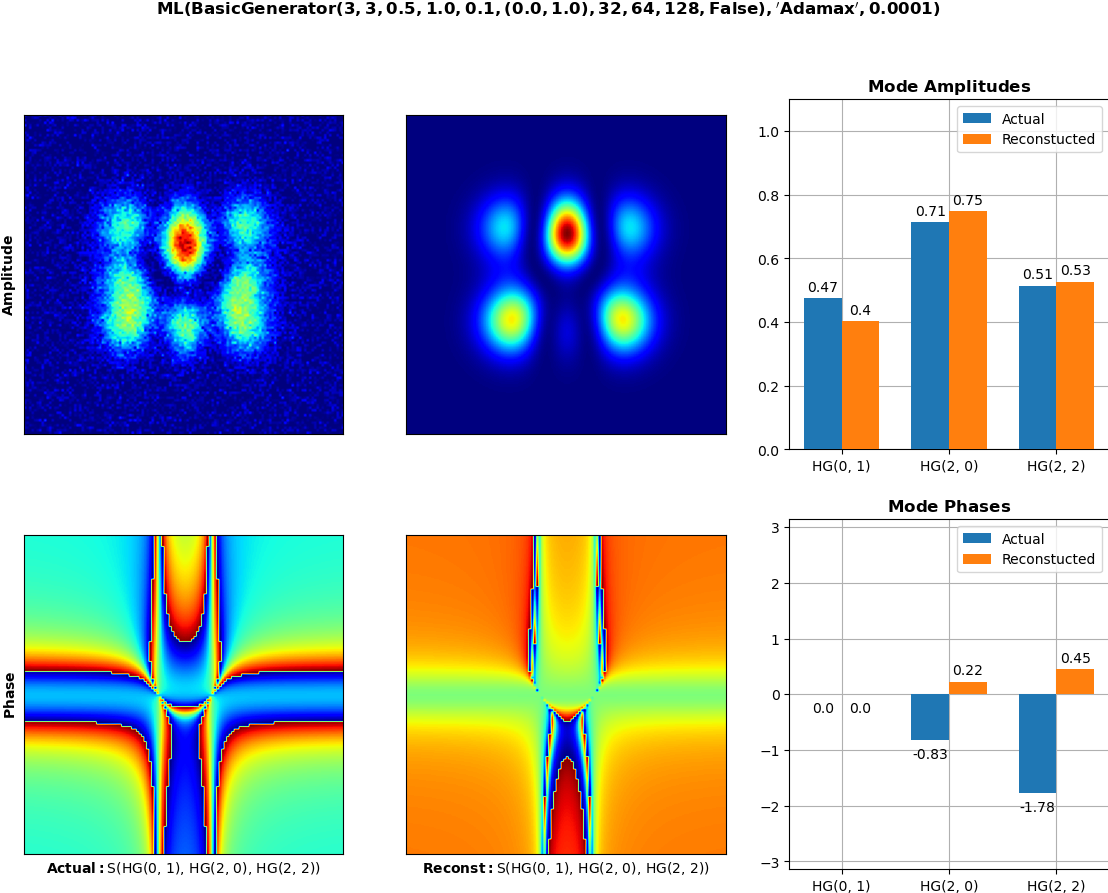 ML(BasicGenerator(3, 3, 0.5, 1.0, 0.1, (0.0, 1.0), 32, 64, 128, False), ′Adamax′, 0.0001)
Mode Amplitudes
Actual
Reconstucted
1.0
0.8
0.6
0.4
0.2
0.0
0.47
0.4
0.71
0.75
0.51
0.53
HG(0, 1)
HG(2, 0)
HG(2, 2)
Amplitude
Mode Phases
Actual
Reconstucted
3
2
1
0
−1
−2
−3
0.0
0.0
-0.83
0.22
-1.78
0.45
HG(0, 1)
HG(2, 0)
HG(2, 2)
Phase
Actual: S(HG(0, 1), HG(2, 0), HG(2, 2))
Reconst: S(HG(0, 1), HG(2, 0), HG(2, 2))